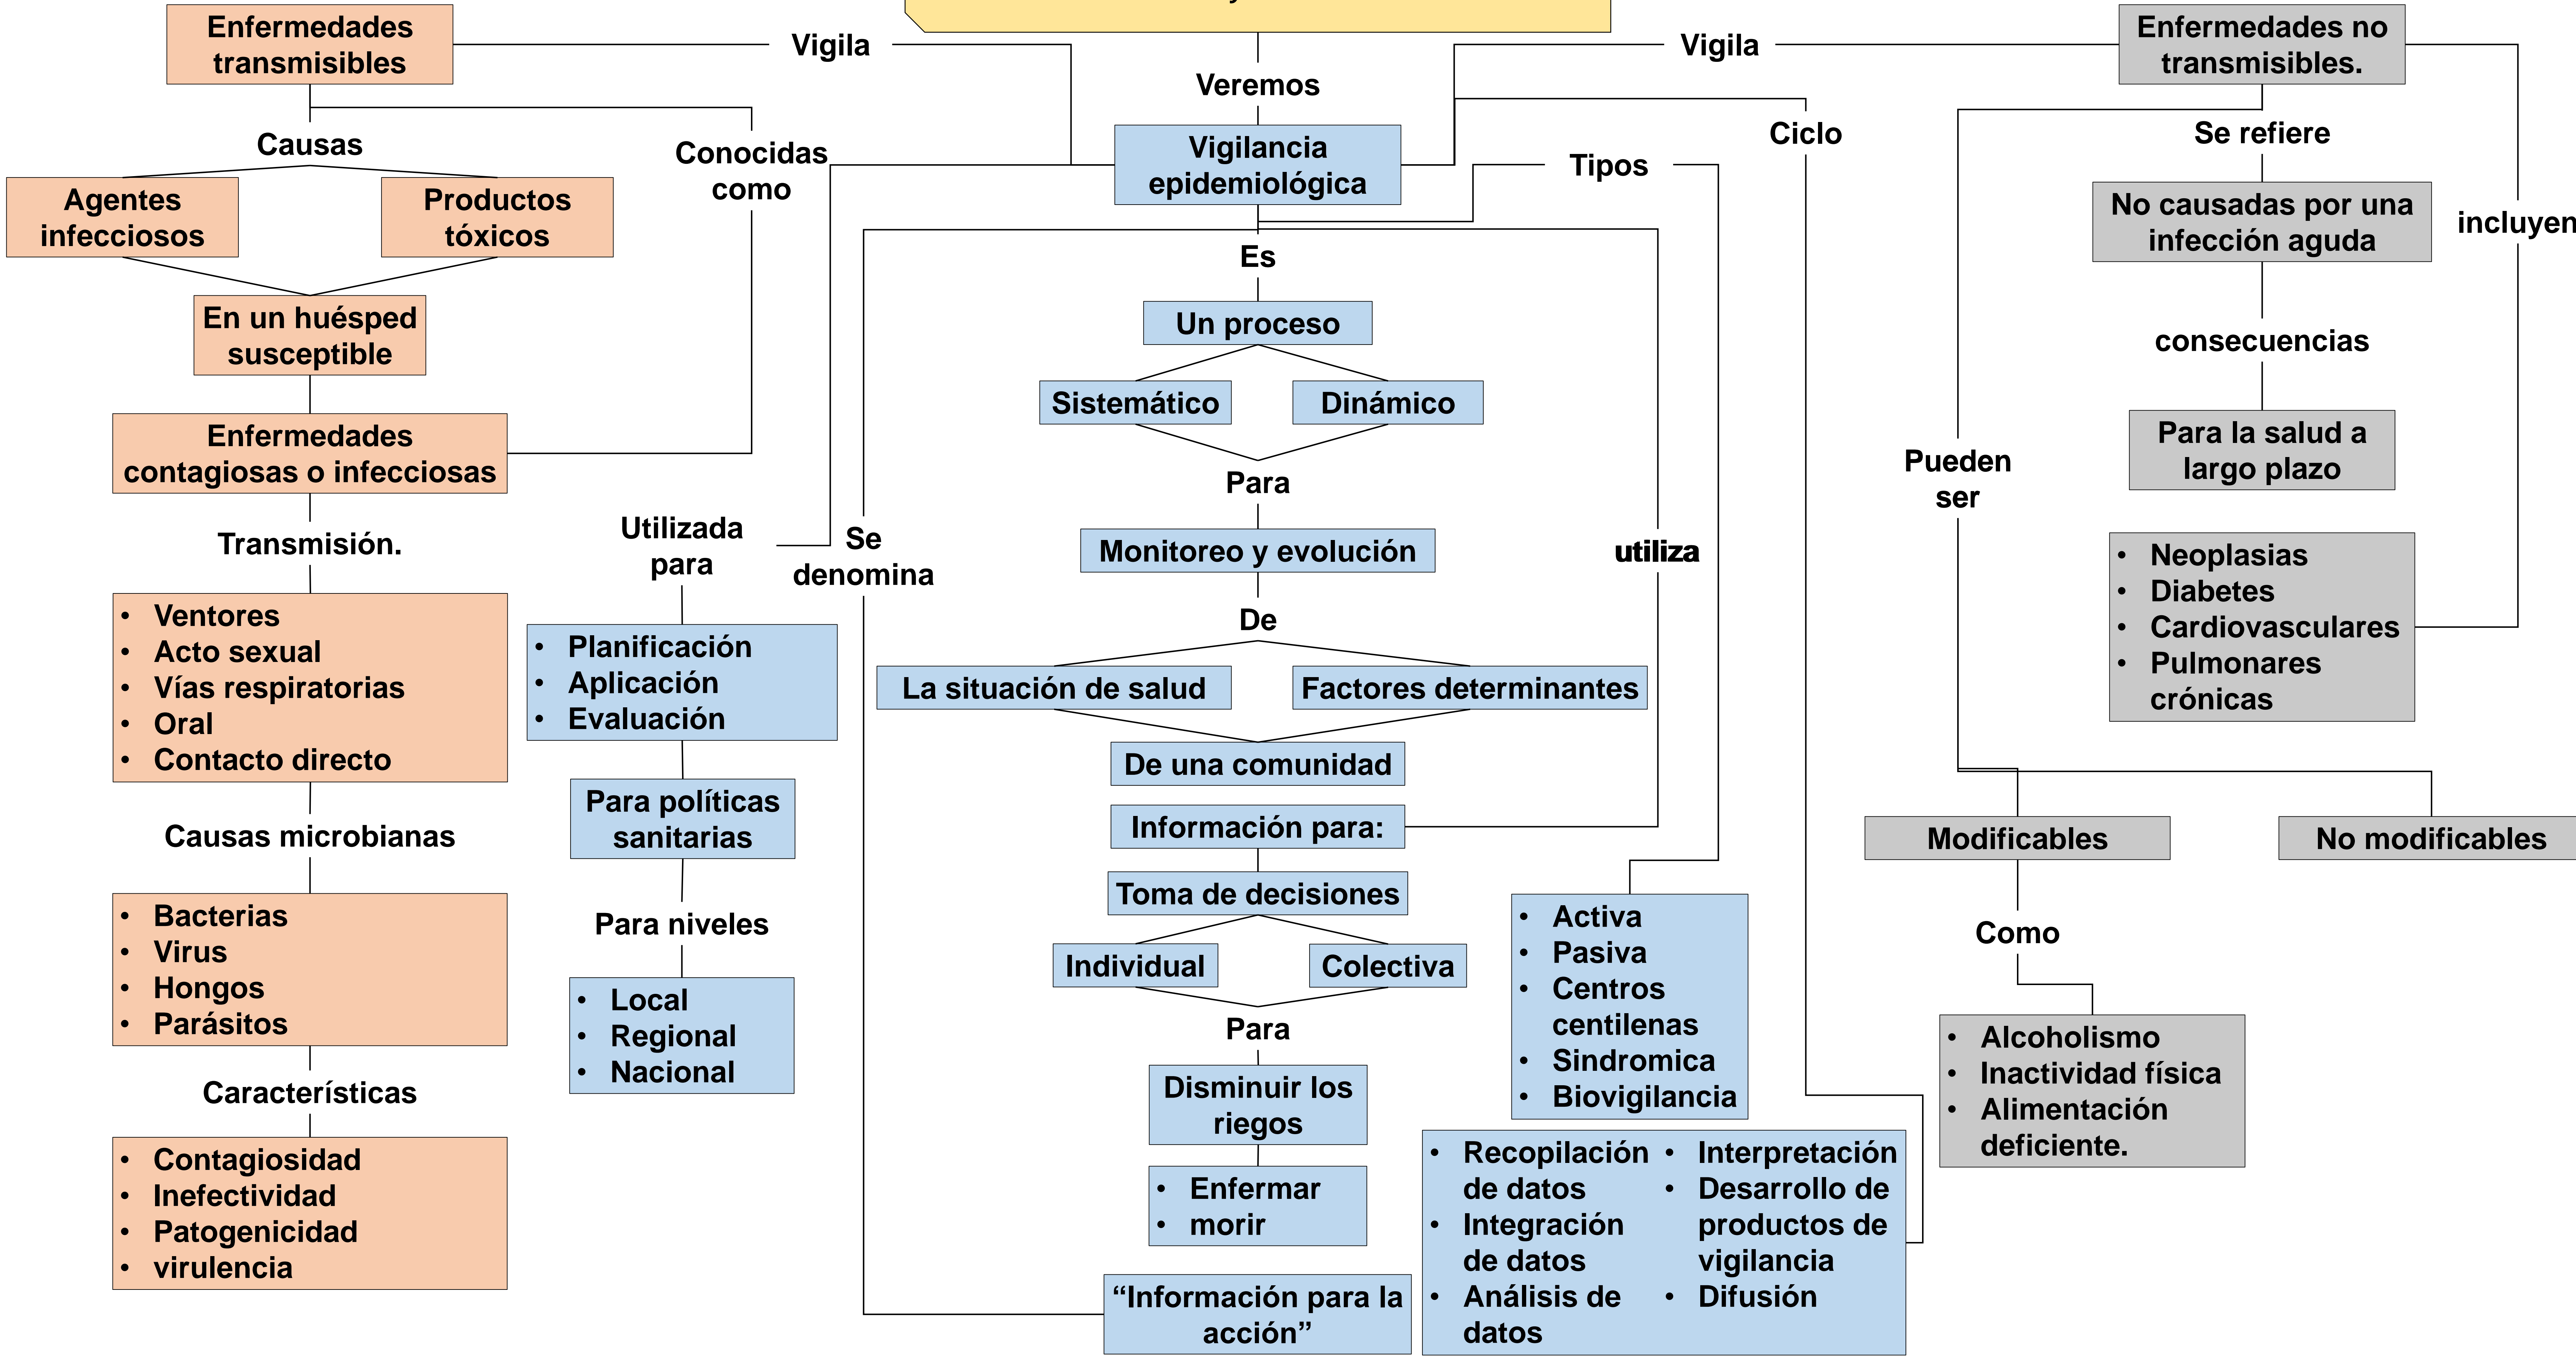 Enfermedades
transmisibles
Vigila
Causas
Conocidas
como
Agentes
infecciosos
Productos
tóxicos
En un huésped
susceptible
Enfermedades
contagiosas o infecciosas
Transmisión.
• Ventores
• Acto sexual
• Vías respiratorias
• Oral
• Contacto directo
Causas microbianas
• Bacterias
• Virus
• Hongos
• Parásitos
Características
• Contagiosidad
• Inefectividad
• Patogenicidad
• virulencia
Utilizada
para
• Planificación
• Aplicación
• Evaluación
Para políticas
sanitarias
Para niveles
• Local
• Regional
• Nacional
Veremos
Vigilancia
epidemiológica
Es
Un proceso
Sistemático
Dinámico
Para
Monitoreo y evolución
De
La situación de salud
Factores determinantes
De una comunidad
Se
denomina
utiliza
Información para:
Toma de decisiones
Individual
Colectiva
Para
Disminuir los
riegos
• Enfermar
• morir
“Información para la
acción”
Tipos
• Activa
• Pasiva
• Centros
centilenas
• Sindromica
• Biovigilancia
Ciclo
• Recopilación
de datos
• Integración
de datos
• Análisis de
datos
• Interpretación
• Desarrollo de
productos de
vigilancia
• Difusión
Vigila
Enfermedades no
transmisibles.
Se refiere
No causadas por una
infección aguda
consecuencias
Para la salud a
largo plazo
incluyen
• Neoplasias
• Diabetes
• Cardiovasculares
• Pulmonares
crónicas
Pueden
ser
Modificables
No modificables
Como
• Alcoholismo
• Inactividad física
• Alimentación
deficiente.